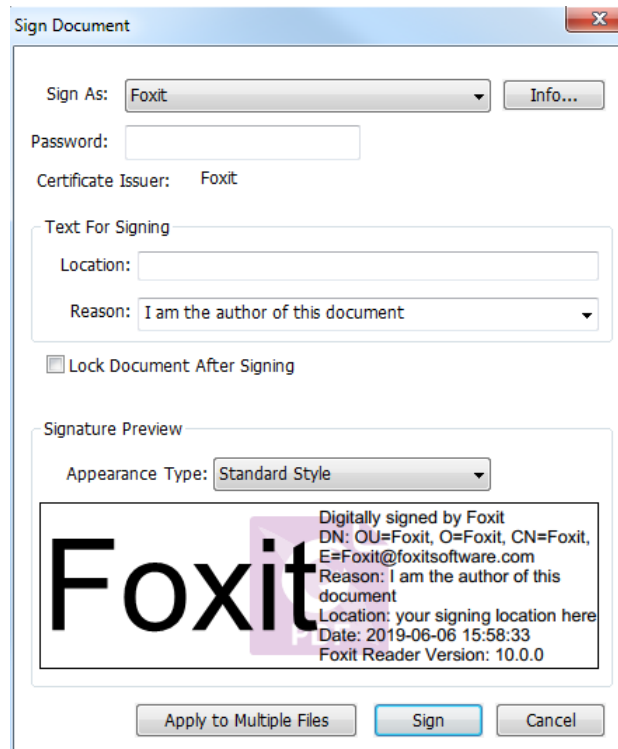 Sign Document
Sign As: Foxit Info...
Password:
Certificate Issuer: Foxit
Text For Signing
Location:
Reason: I am the author of this document
Lock Document After Signing
Signature Preview
Appearance Type: Standard Style
Foxit
Digitally signed by Foxit
DN: OU=Foxit, O=Foxit, CN=Foxit,
E=Foxit@foxitsoftware.com
Reason: I am the author of this
document
Location: your signing location here
Date: 2019-06-06 15:58:33
Foxit Reader Version: 10.0.0
PDF
Apply to Multiple Files Sign Cancel